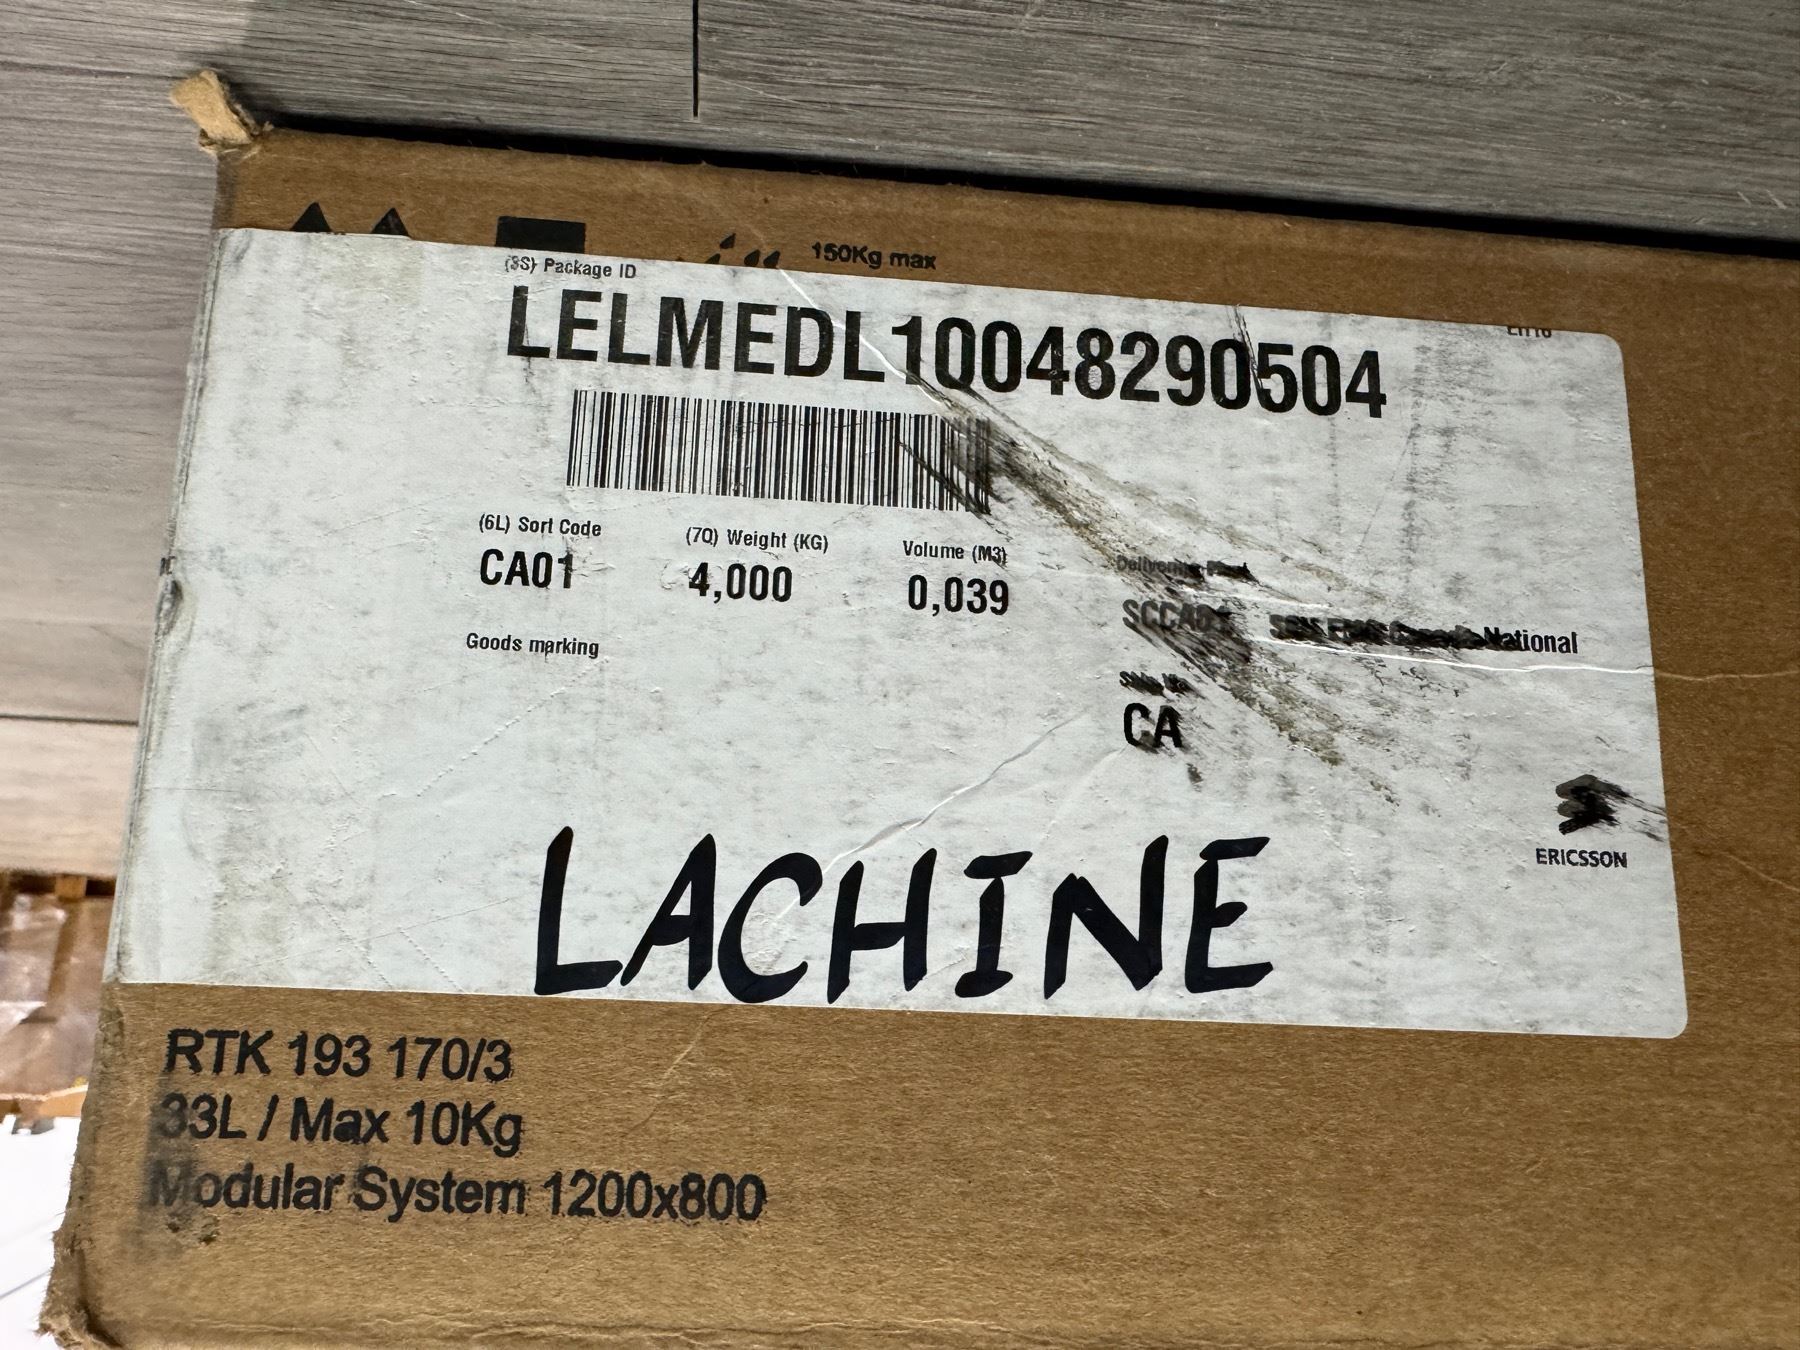 150Kg max
(3S) Package ID
LELMEDL10048290504
(6L) Sort Code
(7Q) Weight (KG)
Volume (M3)
CA01
4,000
0,039
Goods marking
National
CA
ERICSSON
LACHINE
RTK 193 170/3
33L / Max 10Kg
Modular System 1200x800